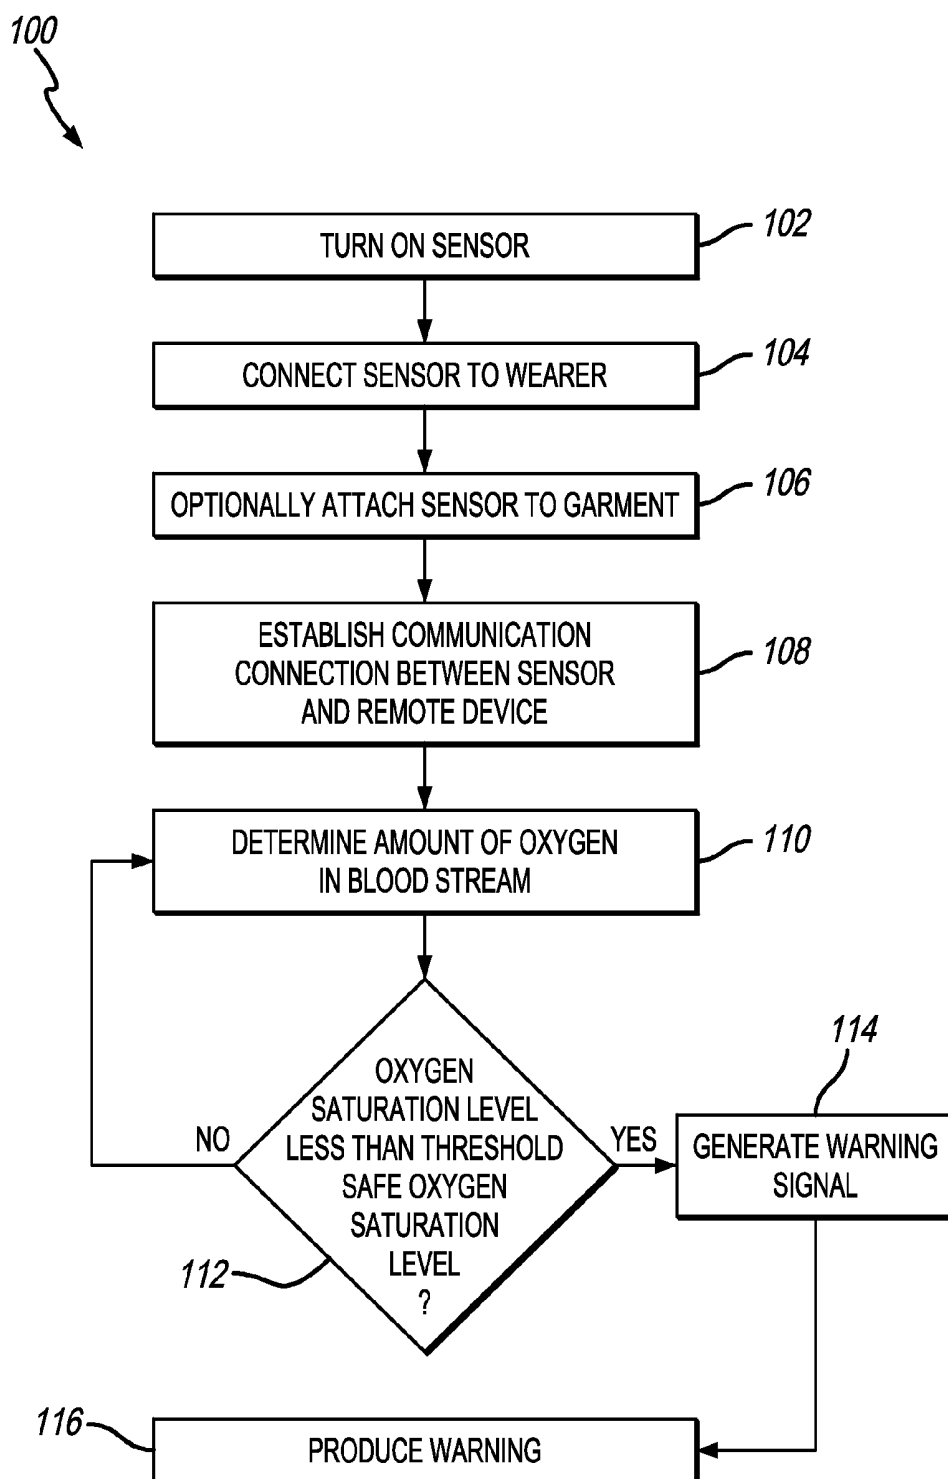 100
TURN ON SENSOR
102
CONNECT SENSOR TO WEARER
104
OPTIONALLY ATTACH SENSOR TO GARMENT
106
ESTABLISH COMMUNICATION
CONNECTION BETWEEN SENSOR
AND REMOTE DEVICE
108
DETERMINE AMOUNT OF OXYGEN
IN BLOOD STREAM
110
OXYGEN
SATURATION LEVEL
LESS THAN THRESHOLD
SAFE OXYGEN
SATURATION
LEVEL
?
112
NO
YES
114
GENERATE WARNING
SIGNAL
116
PRODUCE WARNING